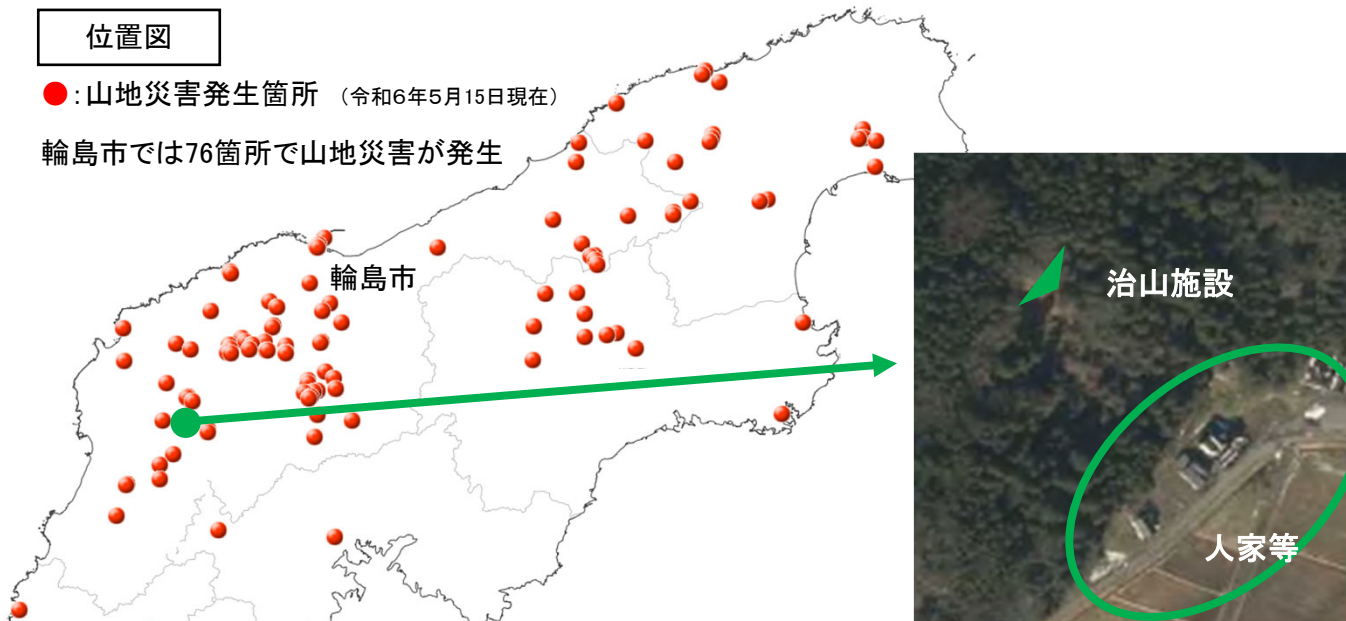 位置図
●：山地災害発生箇所 （令和6年5月15日現在）
輪島市では76箇所で山地災害が発生
輪島市
治山施設
人家等